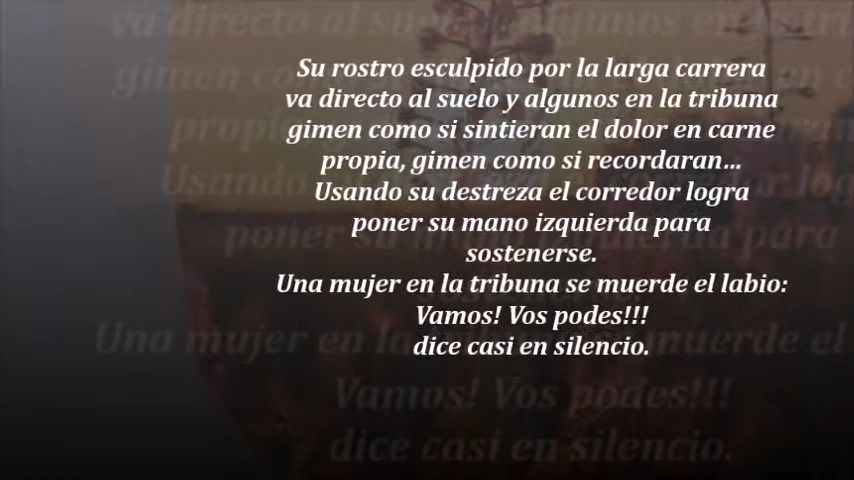 Su rostro esculpido por la larga carrera
va directo al suelo y algunos en la tribuna
gimen como si sintieran el dolor en carne
propia, gimen como si recordaran...
Usando su destreza el corredor logra
poner su mano izquierda para
sostenerse.
Una mujer en la tribuna se muerde el labio:
Vamos! Vos podes!!!
dice casi en silencio.